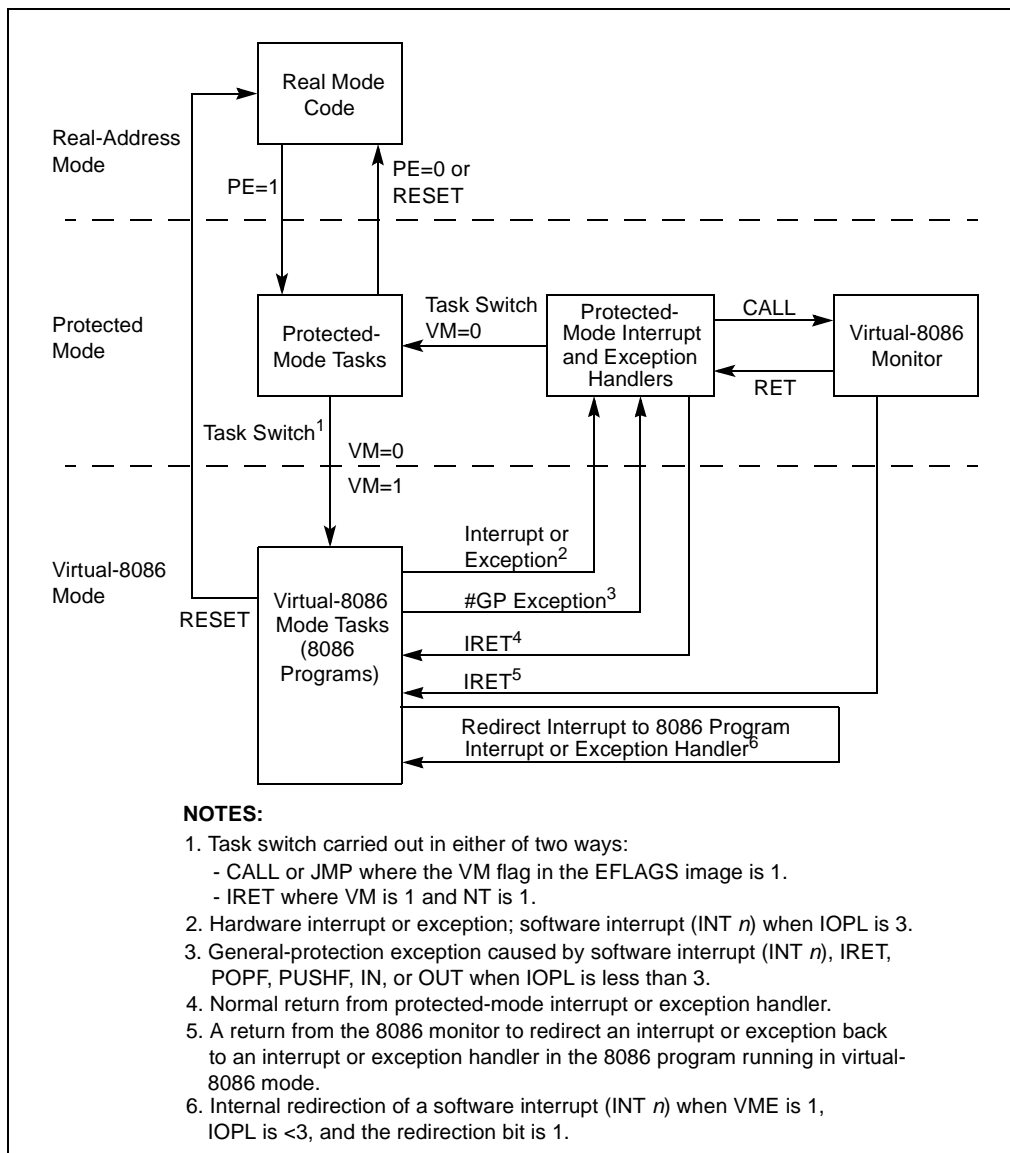 Real Mode
Code
Real-Address
Mode
PE=1
PE=0 or
RESET
Protected
Mode
Protected-
Mode Tasks
Task Switch
VM=0
Protected-
Mode Interrupt
and Exception
Handlers
CALL
RET
Virtual-8086
Monitor
Task Switch1
VM=0
VM=1
Virtual-8086
Mode
RESET
Virtual-8086
Mode Tasks
(8086
Programs)
Interrupt or
Exception2
#GP Exception3
IRET4
IRET5
Redirect Interrupt to 8086 Program
Interrupt or Exception Handler6
NOTES:
1. Task switch carried out in either of two ways:
- CALL or JMP where the VM flag in the EFLAGS image is 1.
- IRET where VM is 1 and NT is 1.
2. Hardware interrupt or exception; software interrupt (INT n) when IOPL is 3.
3. General-protection exception caused by software interrupt (INT n), IRET,
POPF, PUSHF, IN, or OUT when IOPL is less than 3.
4. Normal return from protected-mode interrupt or exception handler.
5. A return from the 8086 monitor to redirect an interrupt or exception back
to an interrupt or exception handler in the 8086 program running in virtual-
8086 mode.
6. Internal redirection of a software interrupt (INT n) when VME is 1,
IOPL is <3, and the redirection bit is 1.